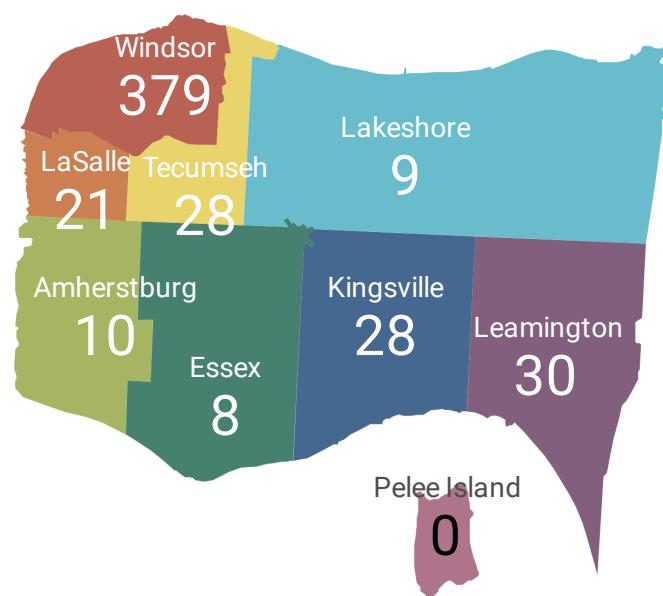 Windsor
379
Lakeshore
9
LaSalle
21
Tecumseh
28
Amherstburg
10
Essex
8
Kingsville
28
Leamington
30
Pelee Island
0